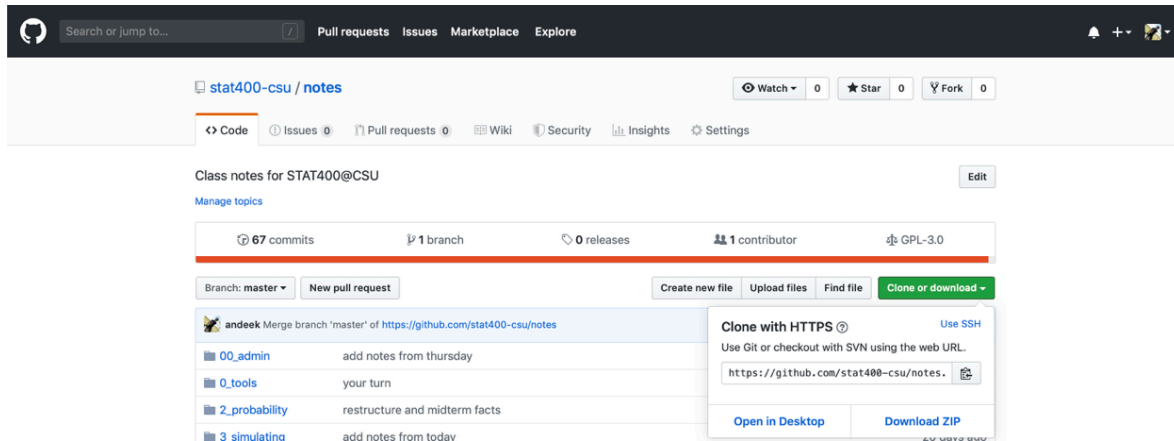 Search or jump to... / Pull requests Issues Marketplace Explore
stat400-csu / notes Watch 0 Star 0 Fork 0
Code Issues 0 Pull requests 0 Wiki Security Insights Settings
Class notes for STAT400@CSU Edit
Manage topics
67 commits 1 branch 0 releases 1 contributor GPL-3.0
Branch: master New pull request Create new file Upload files Find file Clone or download
andeek Merge branch 'master' of https://github.com/stat400-csu/notes
Clone with HTTPS Use SSH
Use Git or checkout with SVN using the web URL.
https://github.com/stat400-csu/notes.
Open in Desktop Download ZIP
00_admin add notes from thursday
0_tools your turn
2_probability restructure and midterm facts
3_simulating add notes from today 20 days ago